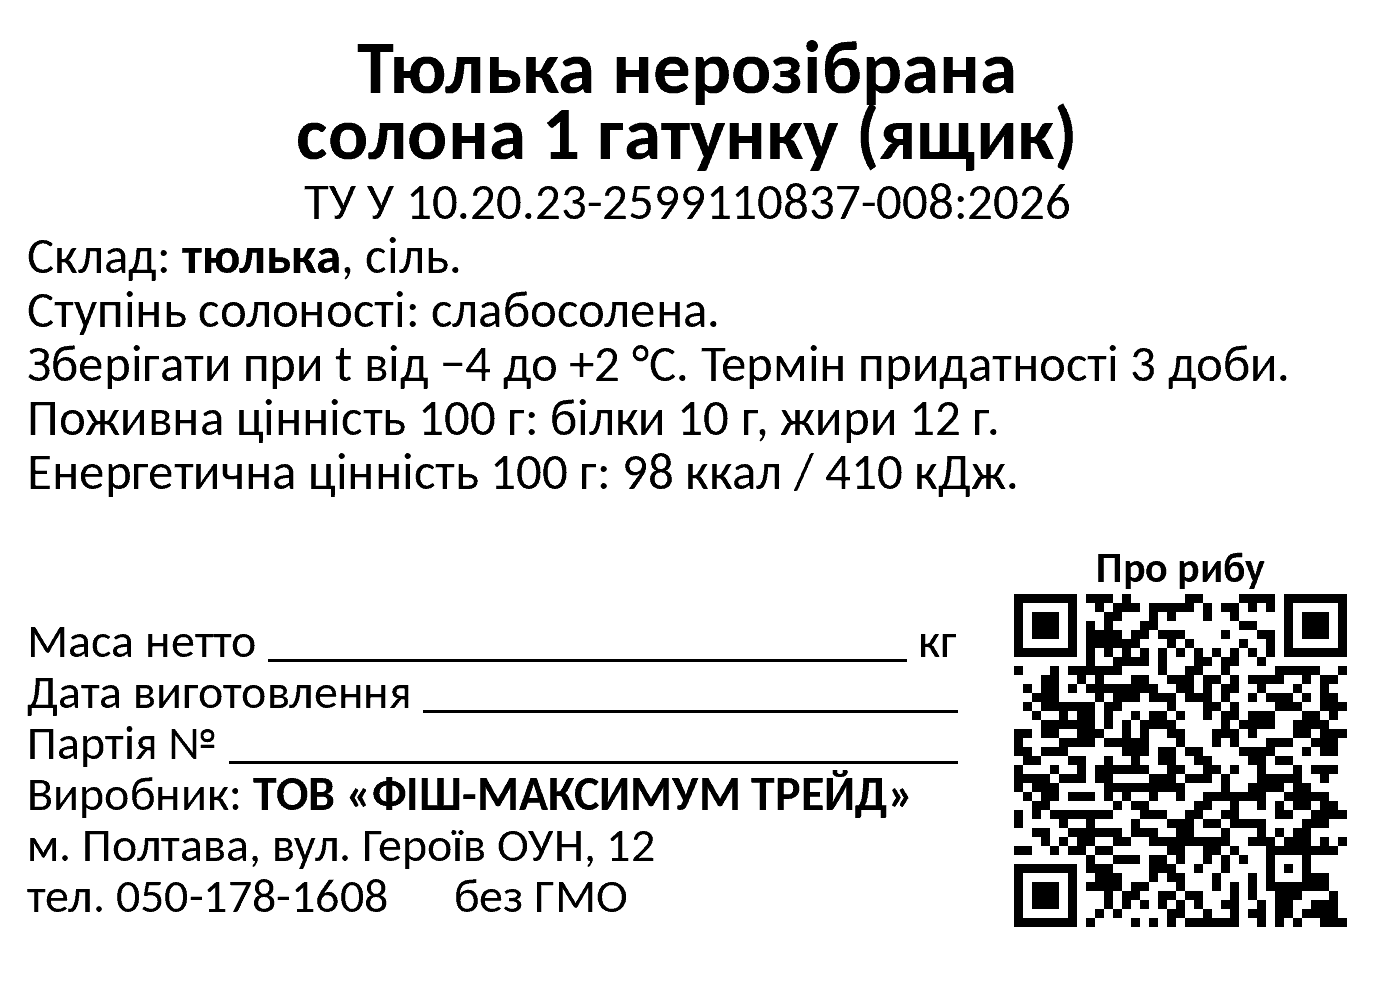 Тюлька нерозібрана
солона 1 гатунку (ящик)
ТУ У 10.20.23-2599110837-008:2026
Склад: тюлька, сіль.
Ступінь солоності: слабосолена.
Зберігати при t від −4 до +2 °C. Термін придатності 3 доби.
Поживна цінність 100 г: білки 10 г, жири 12 г.
Енергетична цінність 100 г: 98 ккал / 410 кДж.
Про рибу
Маса нетто ______ кг
Дата виготовлення ______
Партія № ______
Виробник: ТОВ «ФІШ-МАКСИМУМ ТРЕЙД»
м. Полтава, вул. Героїв ОУН, 12
тел. 050-178-1608 без ГМО